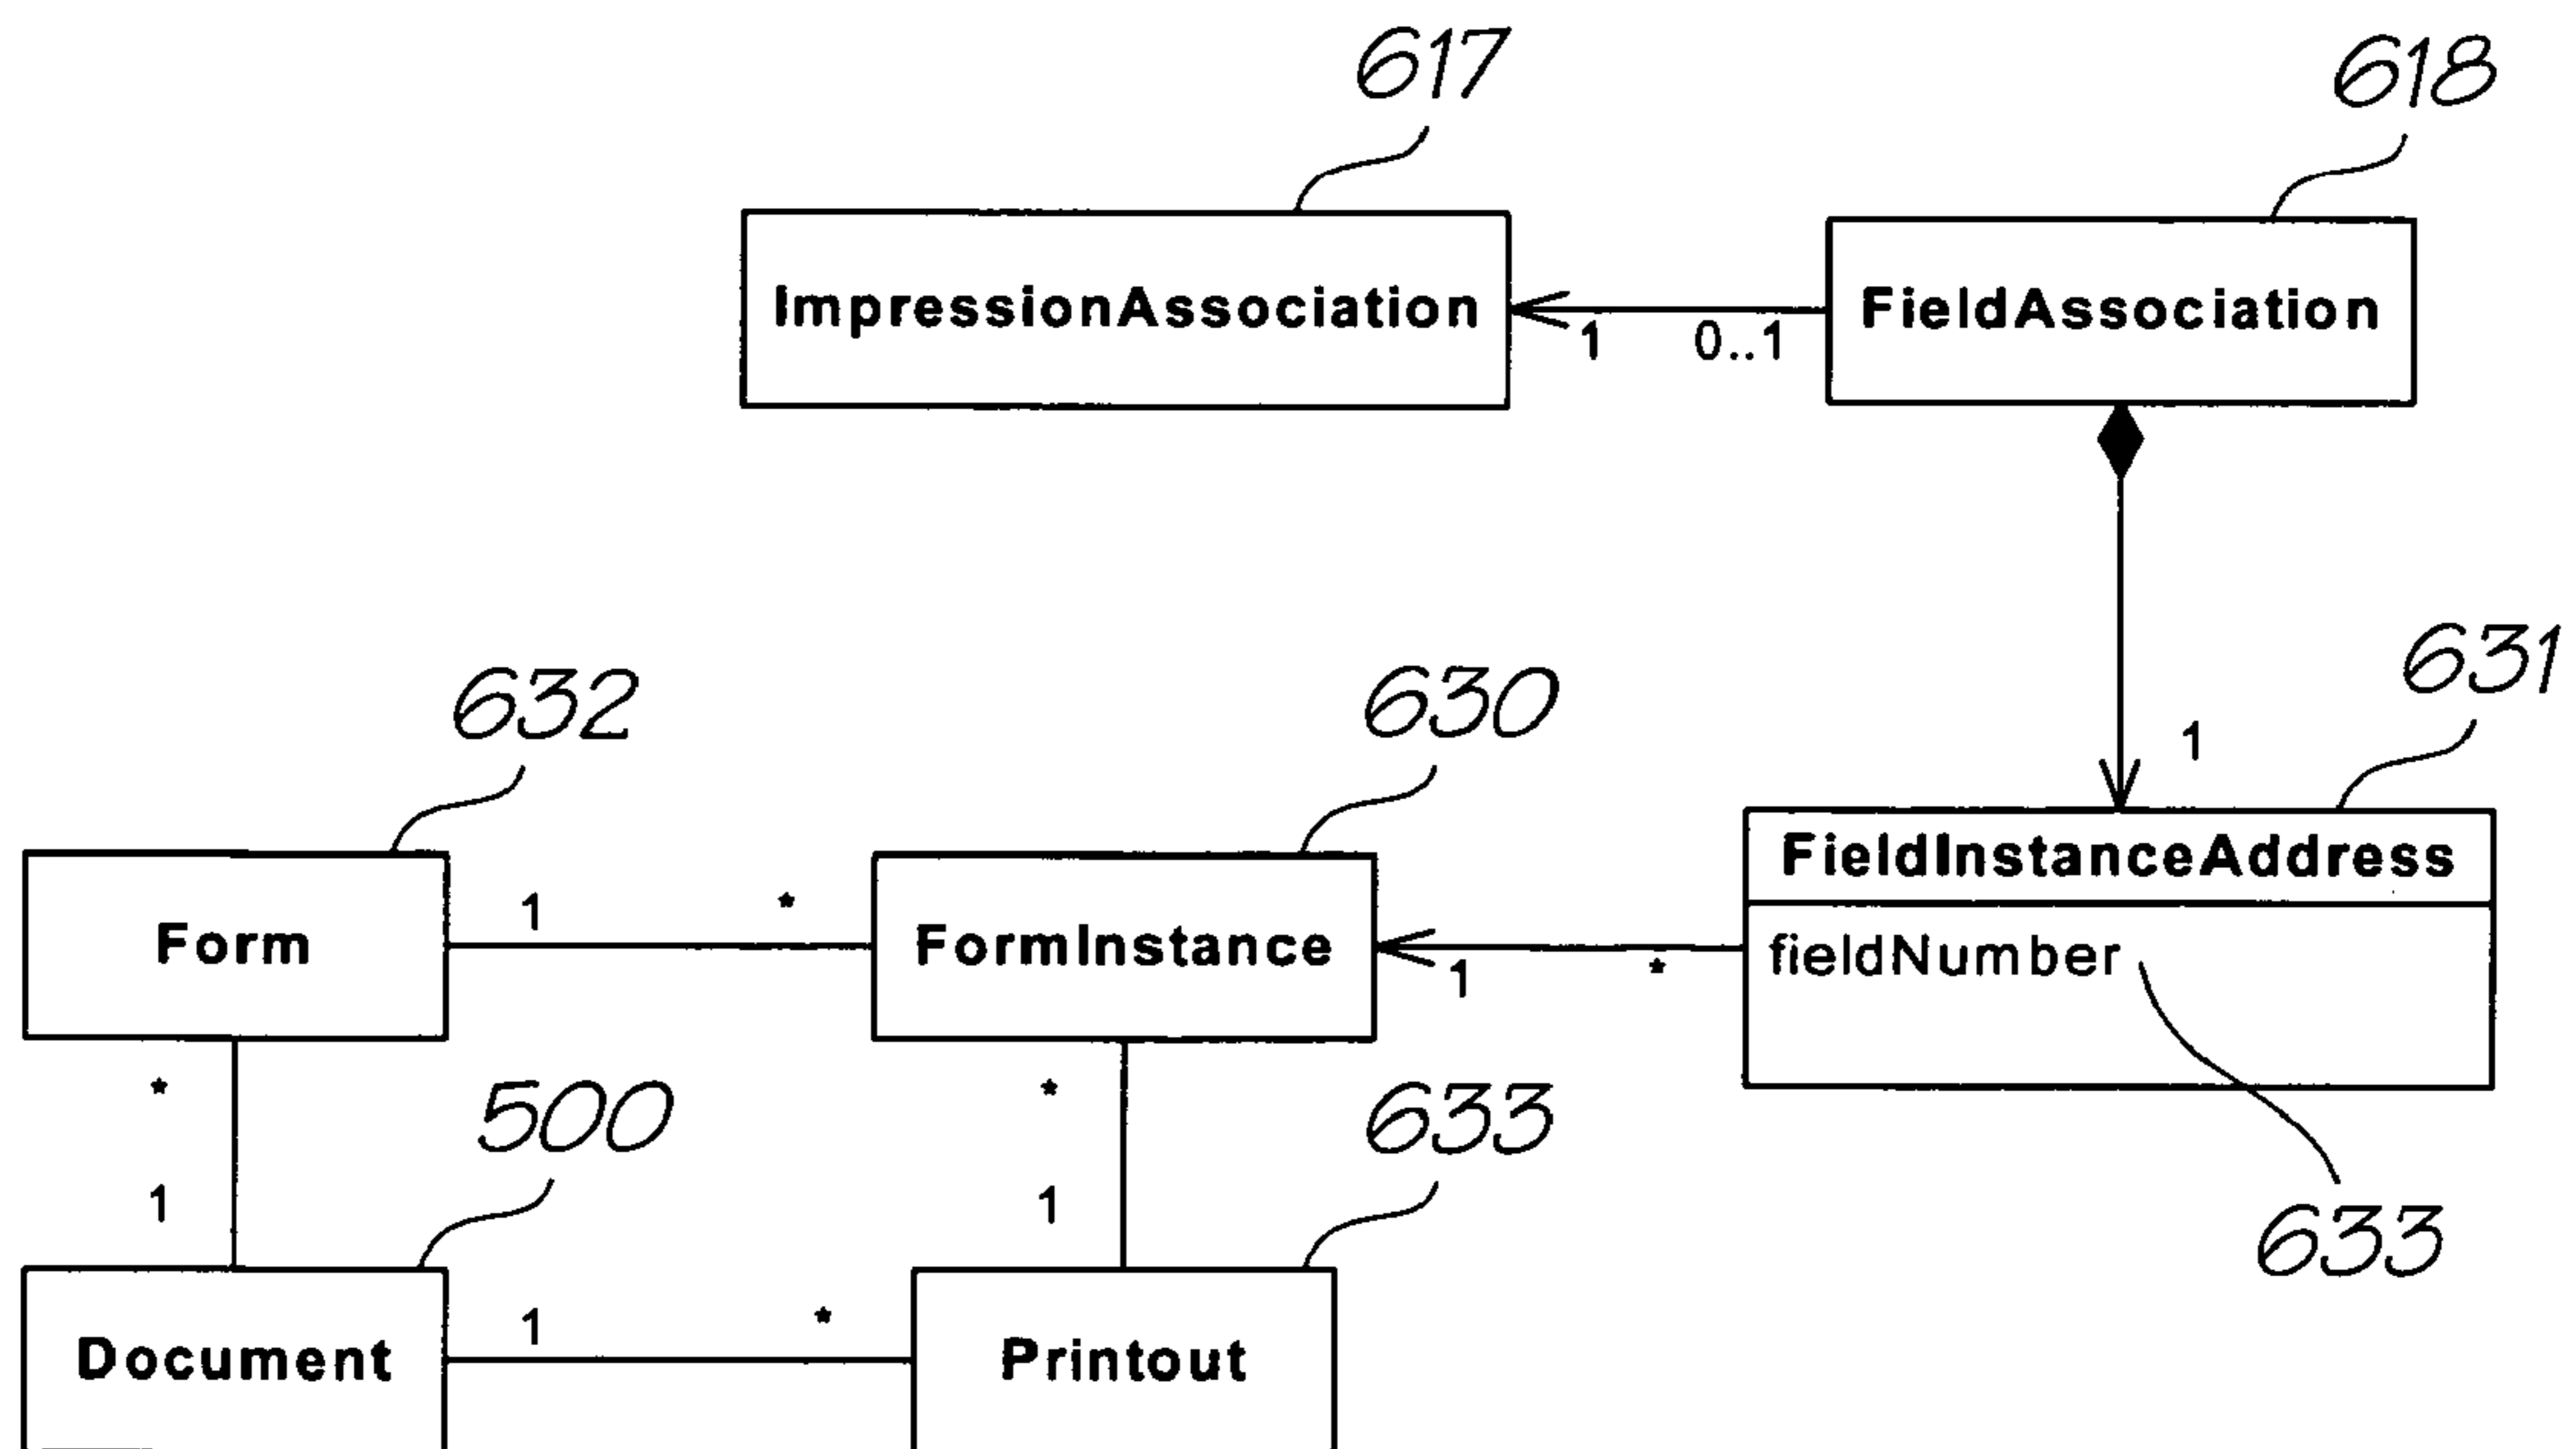 617
618
ImpressionAssociation
1
0..1
FieldAssociation
1
632
630
631
Form
1
*
FormInstance
1
*
FieldInstanceAddress
fieldNumber
*
1
*
1
500
633
633
Document
1
*
Printout